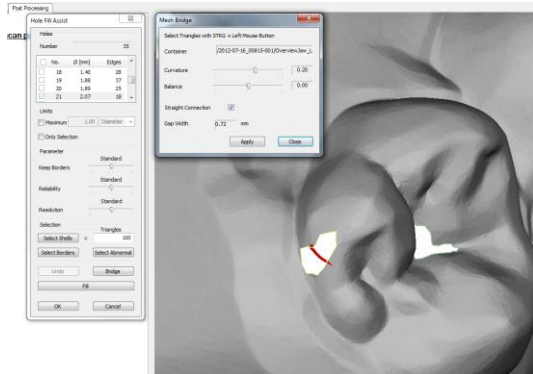 Post Processing
Hole Fill Assist
Holes
Number 35
No. Ø [mm] Edges
18 1.40 26
19 1.88 37
20 1.89 25
21 2.07 18
Limits
Maximum 1.00 Diameter
Only Selection
Parameter
Standard
Keep Borders
Standard
Reliability
Standard
Resolution
Selection
Triangles
Select Shells < 100
Select Borders Select Abnormal
Undo Bridge
Fill
OK Cancel
Mesh Bridge
Select Triangles with STRG + Left Mouse Button
Container /2012-07-16_00815-001/OverviewJaw_L
Curvature 0.20
Balance 0.00
Straight Connection
Gap Width 0.72 mm
Apply Close